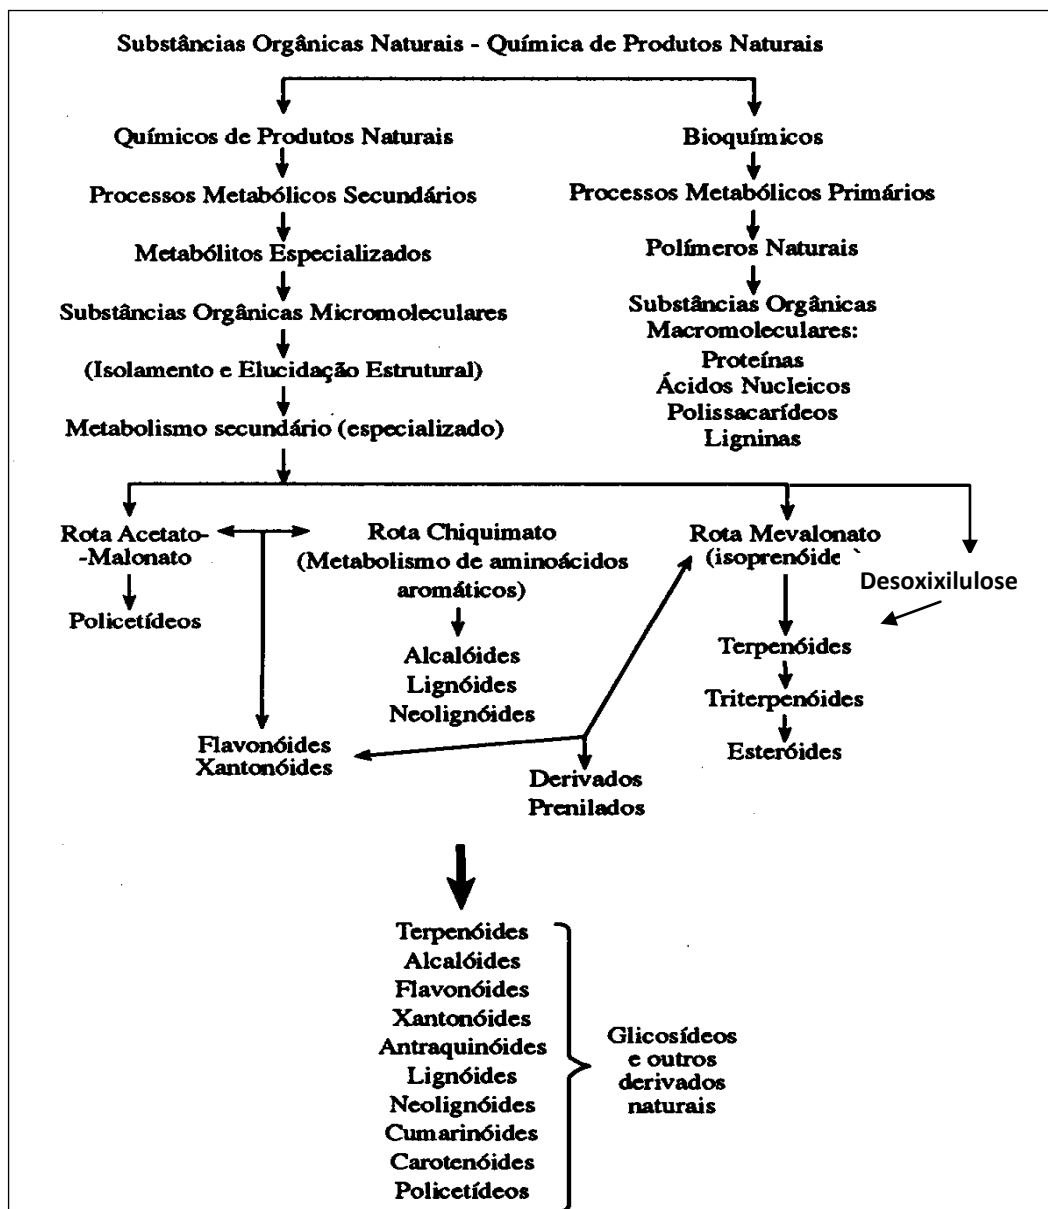 Substâncias Orgânicas Naturais - Química de Produtos Naturais
Químicos de Produtos Naturais
Processos Metabólicos Secundários
Metabólitos Especializados
Substâncias Orgânicas Micromoleculares
(Isolamento e Elucidação Estrutural)
Metabolismo secundário (especializado)
Bioquímicos
Processos Metabólicos Primários
Polímeros Naturais
Substâncias Orgânicas
Macromoleculares:
Proteínas
Ácidos Nucleicos
Polissacarídeos
Ligninas
Rota Acetato-
-Malonato
Policetídeos
Rota Chiquimato
(Metabolismo de aminoácidos
aromáticos)
Alcalóides
Lignóides
Neolignóides
Rota Mevalonato
(isoprenóide
Desoxixilulose
Terpenóides
Triterpenóides
Esteróides
Flavonóides
Xantonóides
Derivados
Prenilados
Terpenóides
Alcalóides
Flavonóides
Xantonóides
Antraquinóides
Lignóides
Neolignóides
Cumarinóides
Carotenóides
Policetídeos
Glicosídeos
e outros
derivados
naturais